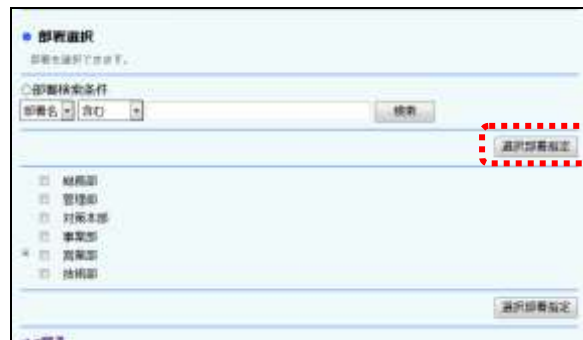 部署選択
部署を選択できます。
○部署検索条件
部署名 含む 検索
選択部署指定
総務部
管理部
対策本部
事業部
営業部
技術部
選択部署指定